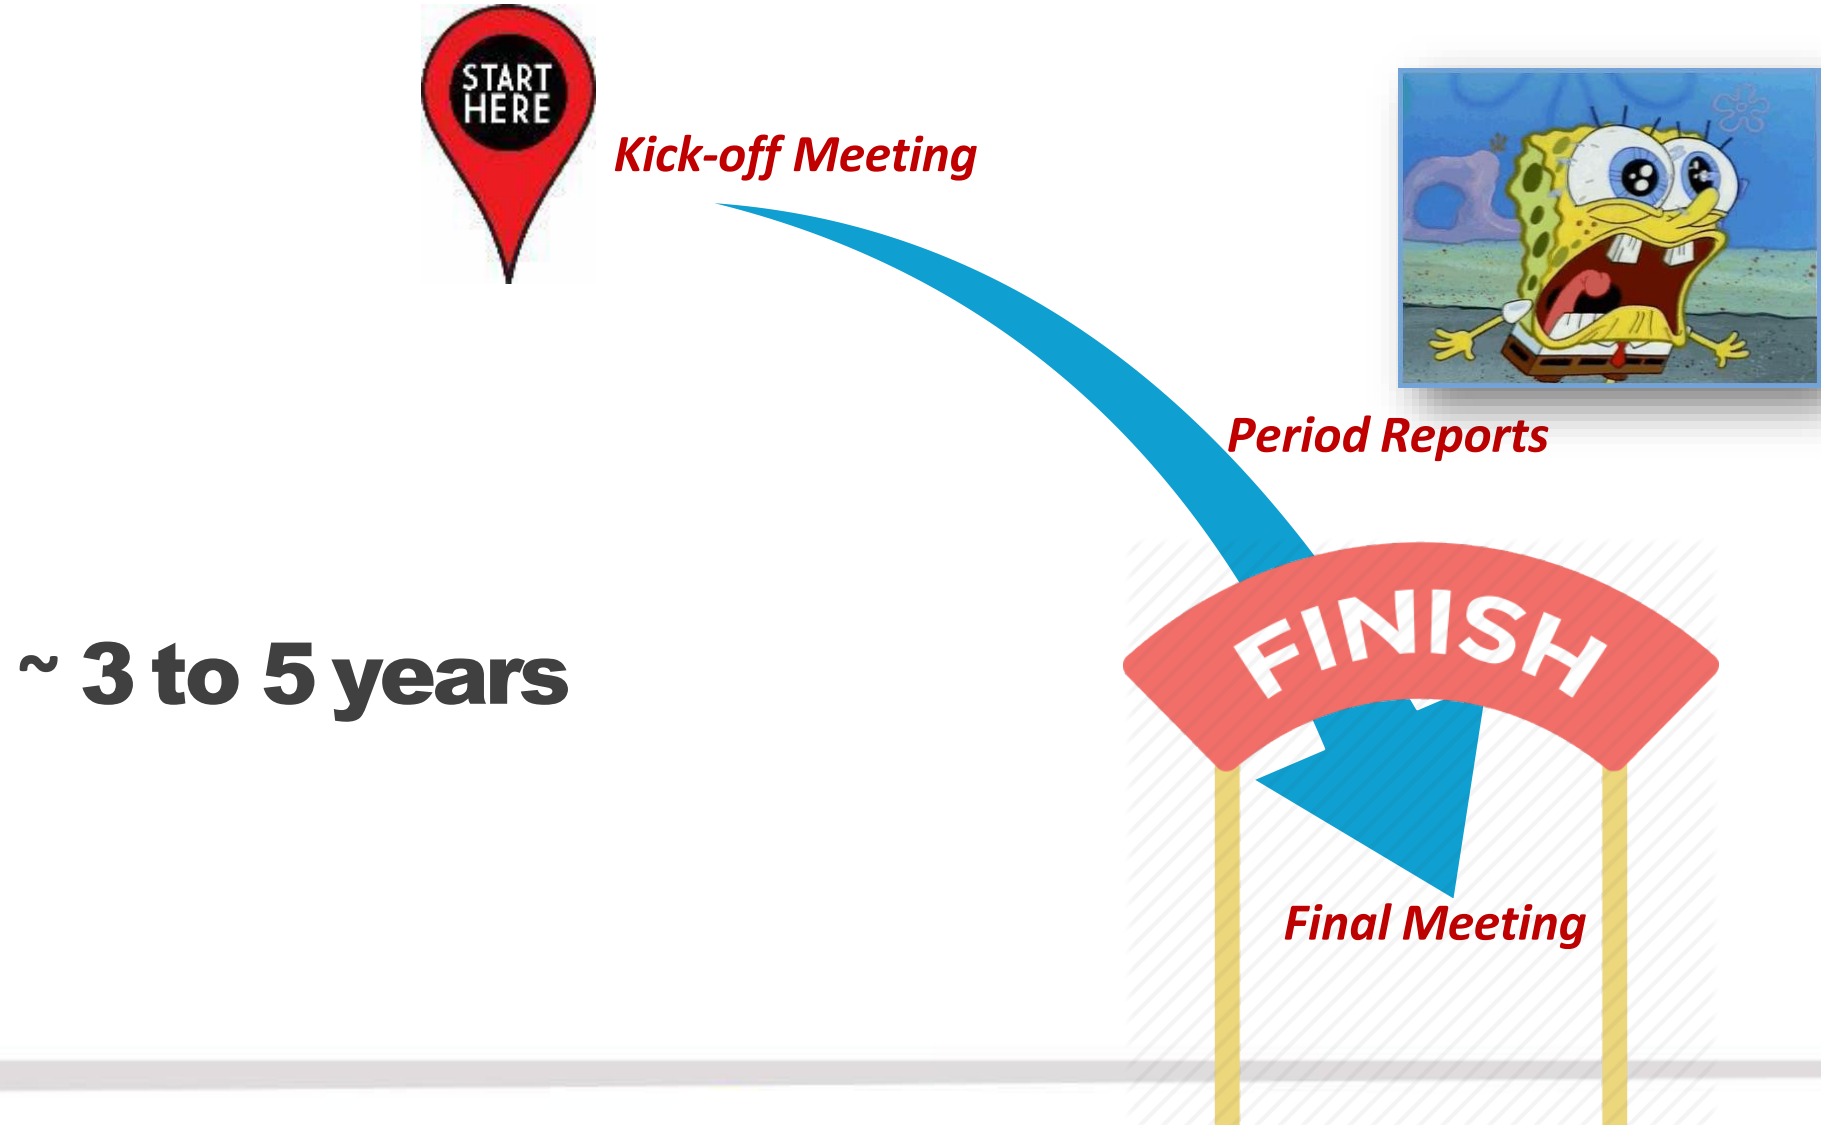 START
HERE
Kick-off Meeting
Period Reports
~ 3 to 5 years
FINISH
Final Meeting